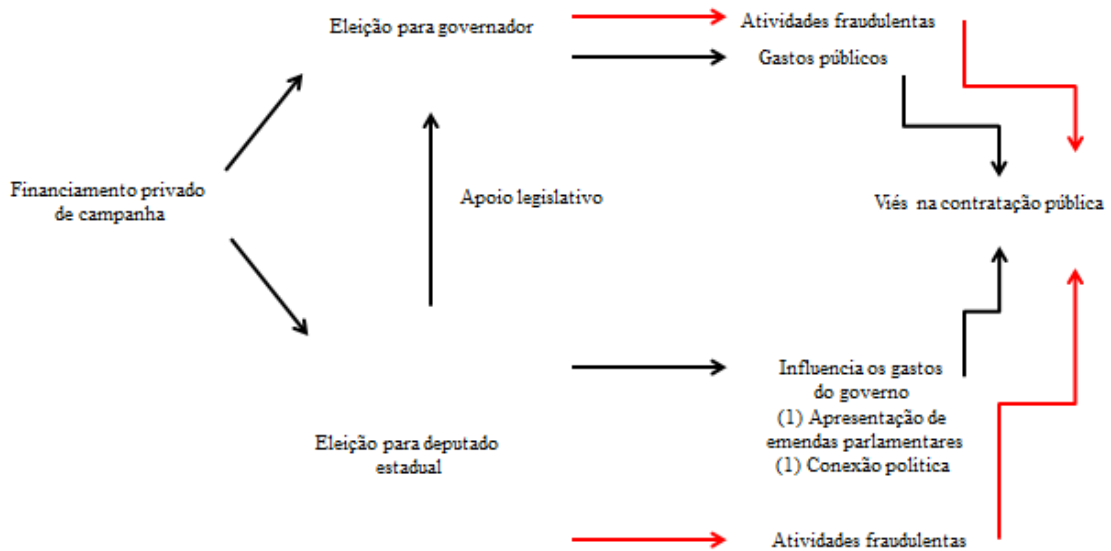 Eleição para governador
Atividades fraudulentas
Gastos públicos
Financiamento privado
de campanha
Apoio legislativo
Viés na contratação pública
Influencia os gastos
do governo
(1) Apresentação de
emendas parlamentares
(1) Conexão política
Eleição para deputado
estadual
Atividades fraudulentas